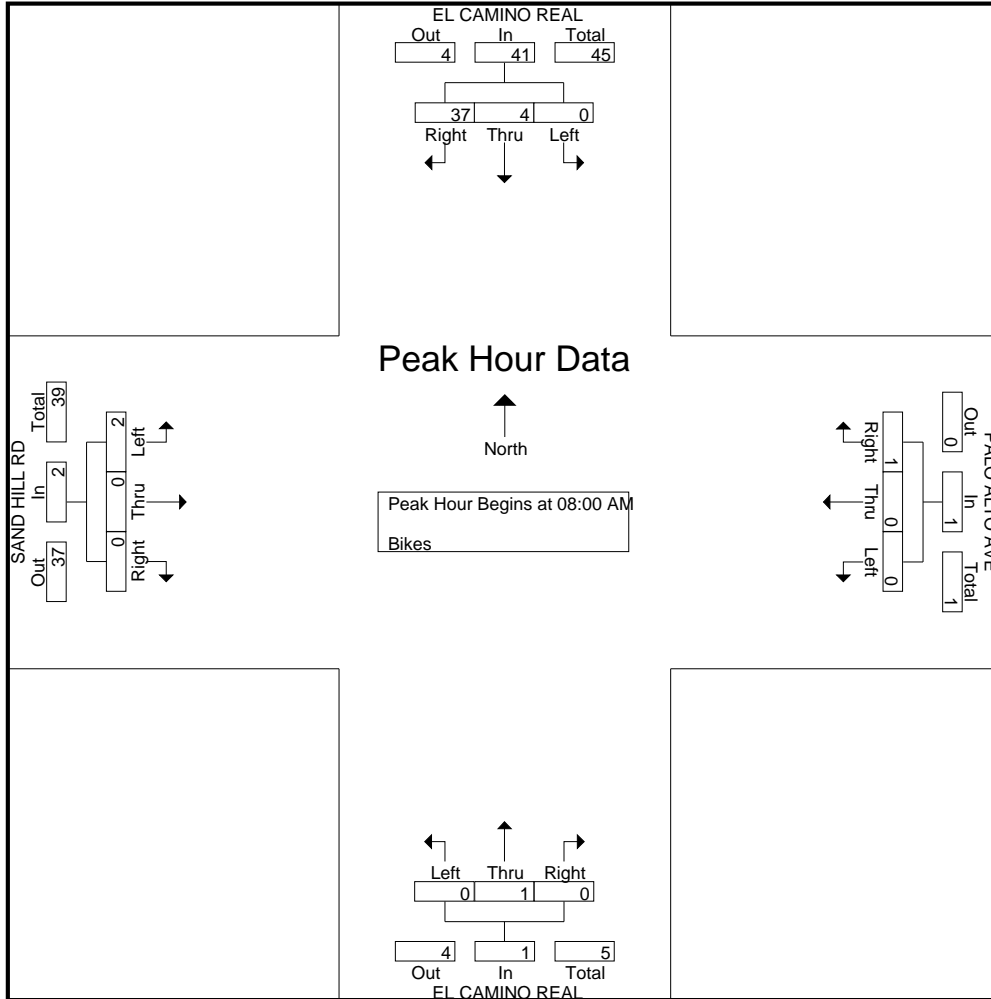 EL CAMINO REAL
Out In Total
4 41 45
37 4 0
Right Thru Left
Peak Hour Data
North
Peak Hour Begins at 08:00 AM
Bikes
SAND HILL RD
Out In Total
37 2 39
2 0 0
Left Thru Right
Right Thru Left
1 0 0
Out In Total
0 1 1
PALO ALTO AVE
Left Thru Right
0 1 0
4 1 5
Out In Total
EL CAMINO REAL